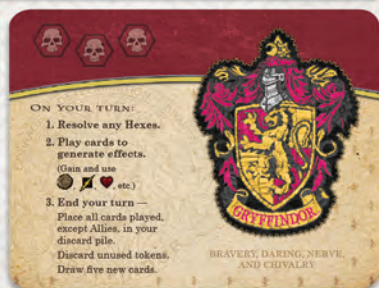 ON YOUR TURN:
1. Resolve any Hexes.
2. Play cards to
generate effects.
(Gain and use
, etc.)
3. End your turn —
Place all cards played,
except Allies, in your
discard pile.
Discard unused tokens.
Draw five new cards.
GRYFFINDOR
BRAVERY, DARING, NERVE,
AND CHIVALRY